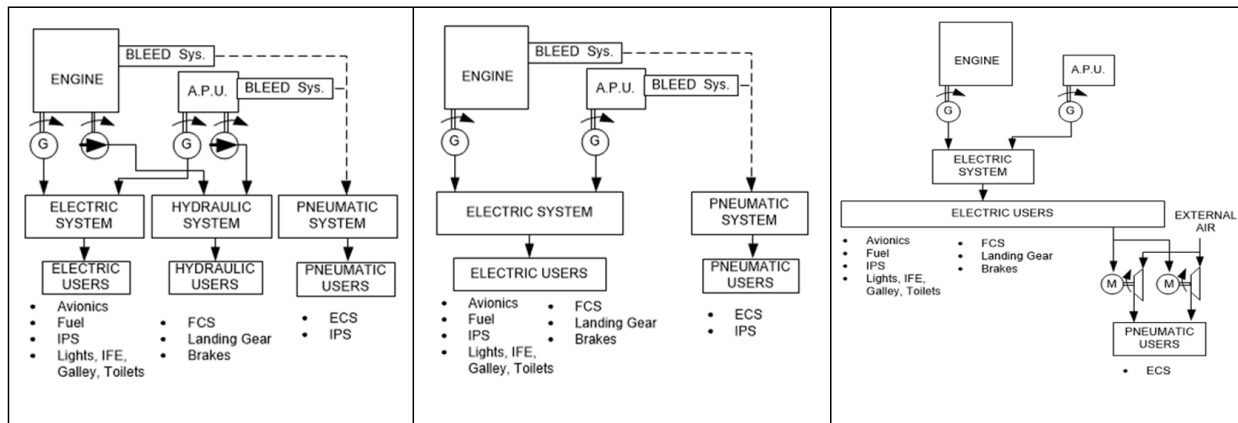 ENGINE
BLEED Sys.
A.P.U.
BLEED Sys.
G
G
ELECTRIC
SYSTEM
HYDRAULIC
SYSTEM
PNEUMATIC
SYSTEM
ELECTRIC
USERS
HYDRAULIC
USERS
PNEUMATIC
USERS
• Avionics
• Fuel
• IPS
• Lights, IFE,
Galley, Toilets
• FCS
• Landing Gear
• Brakes
• ECS
• IPS
ENGINE
BLEED Sys.
A.P.U.
BLEED Sys.
G
G
ELECTRIC SYSTEM
PNEUMATIC
SYSTEM
ELECTRIC USERS
PNEUMATIC
USERS
• Avionics
• Fuel
• IPS
• Lights, IFE,
Galley, Toilets
• FCS
• Landing Gear
• Brakes
• ECS
• IPS
ENGINE
A.P.U.
G
G
ELECTRIC
SYSTEM
ELECTRIC USERS
EXTERNAL
AIR
• Avionics
• Fuel
• IPS
• Lights, IFE,
Galley, Toilets
• FCS
• Landing Gear
• Brakes
M
M
PNEUMATIC
USERS
• ECS